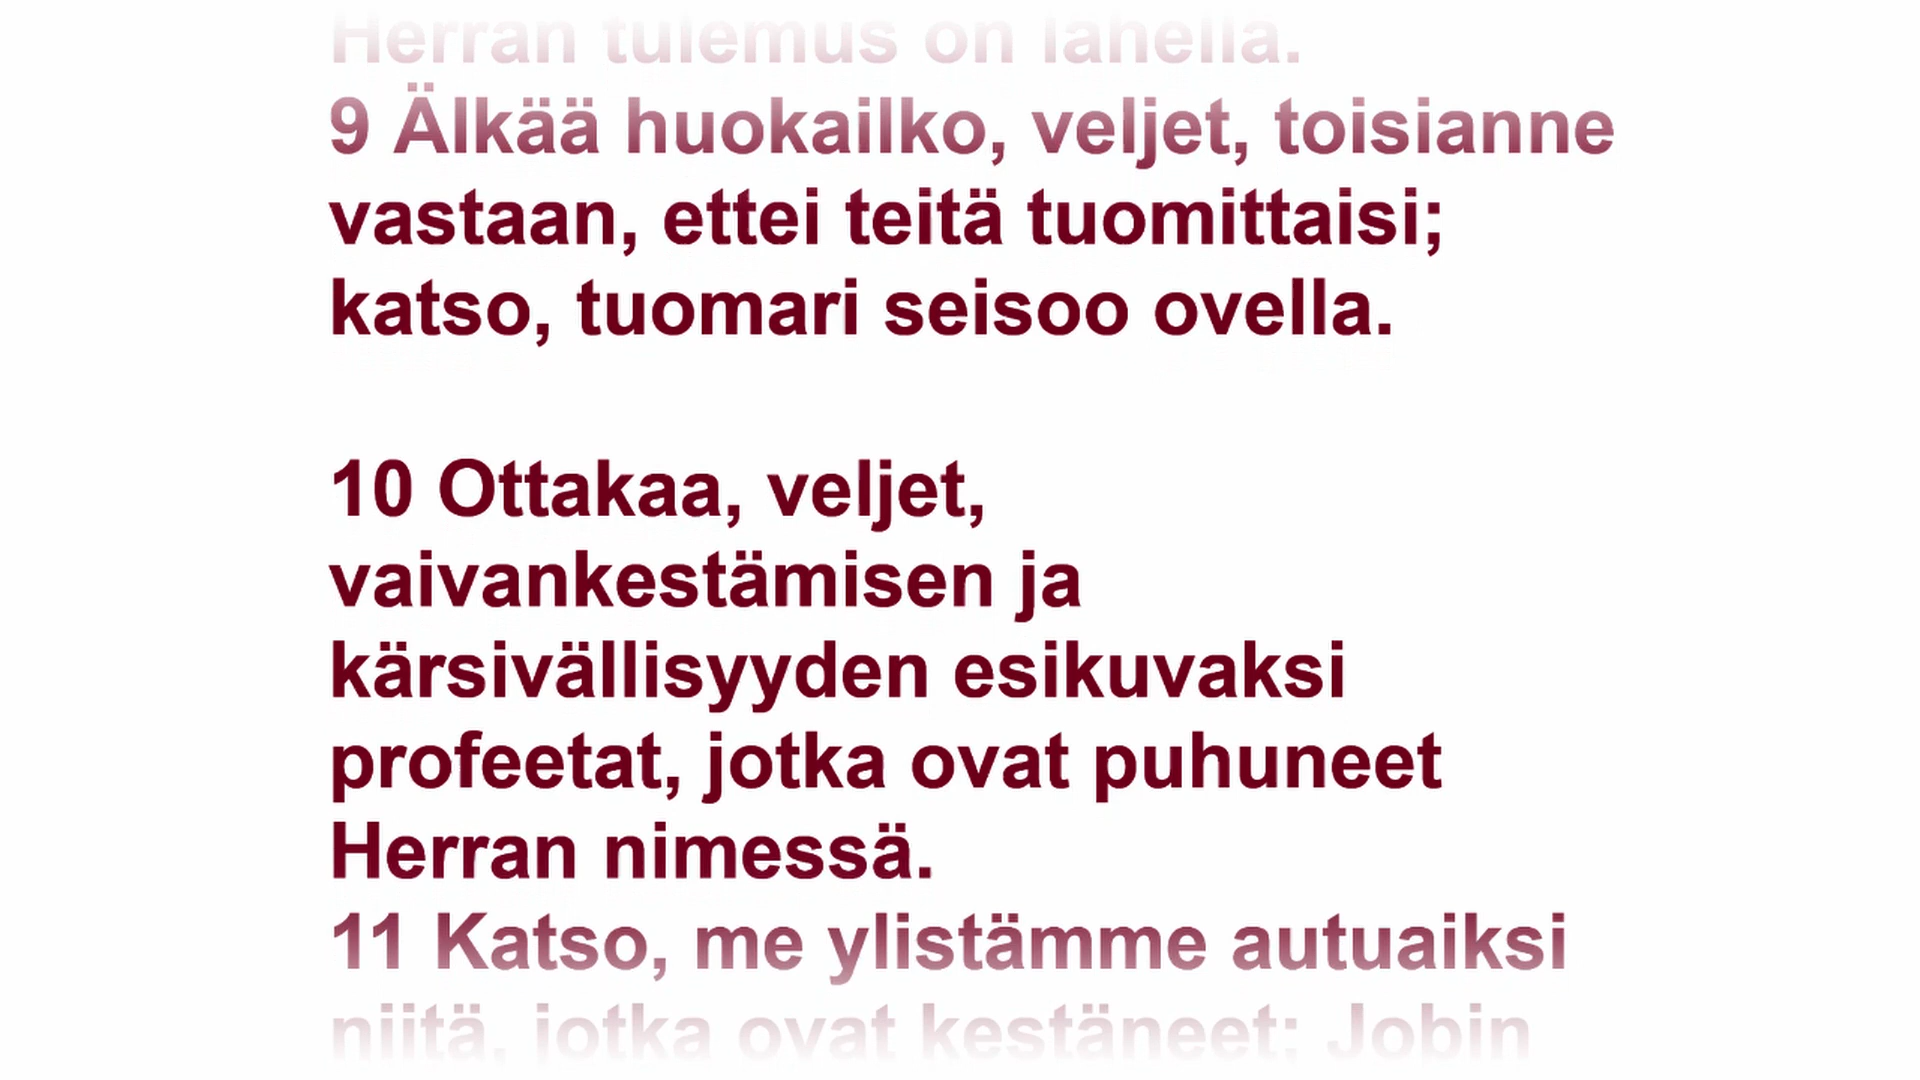 Herran tulemus on lähellä.
9 Älkää huokailko, veljet, toisianne
vastaan, ettei teitä tuomittaisi;
katso, tuomari seisoo ovella.
10 Ottakaa, veljet,
vaivankestämisen ja
kärsivällisyyden esikuvaksi
profeetat, jotka ovat puhuneet
Herran nimessä.
11 Katso, me ylistämme autuaiksi
niitä, jotka ovat kestäneet; Jobin